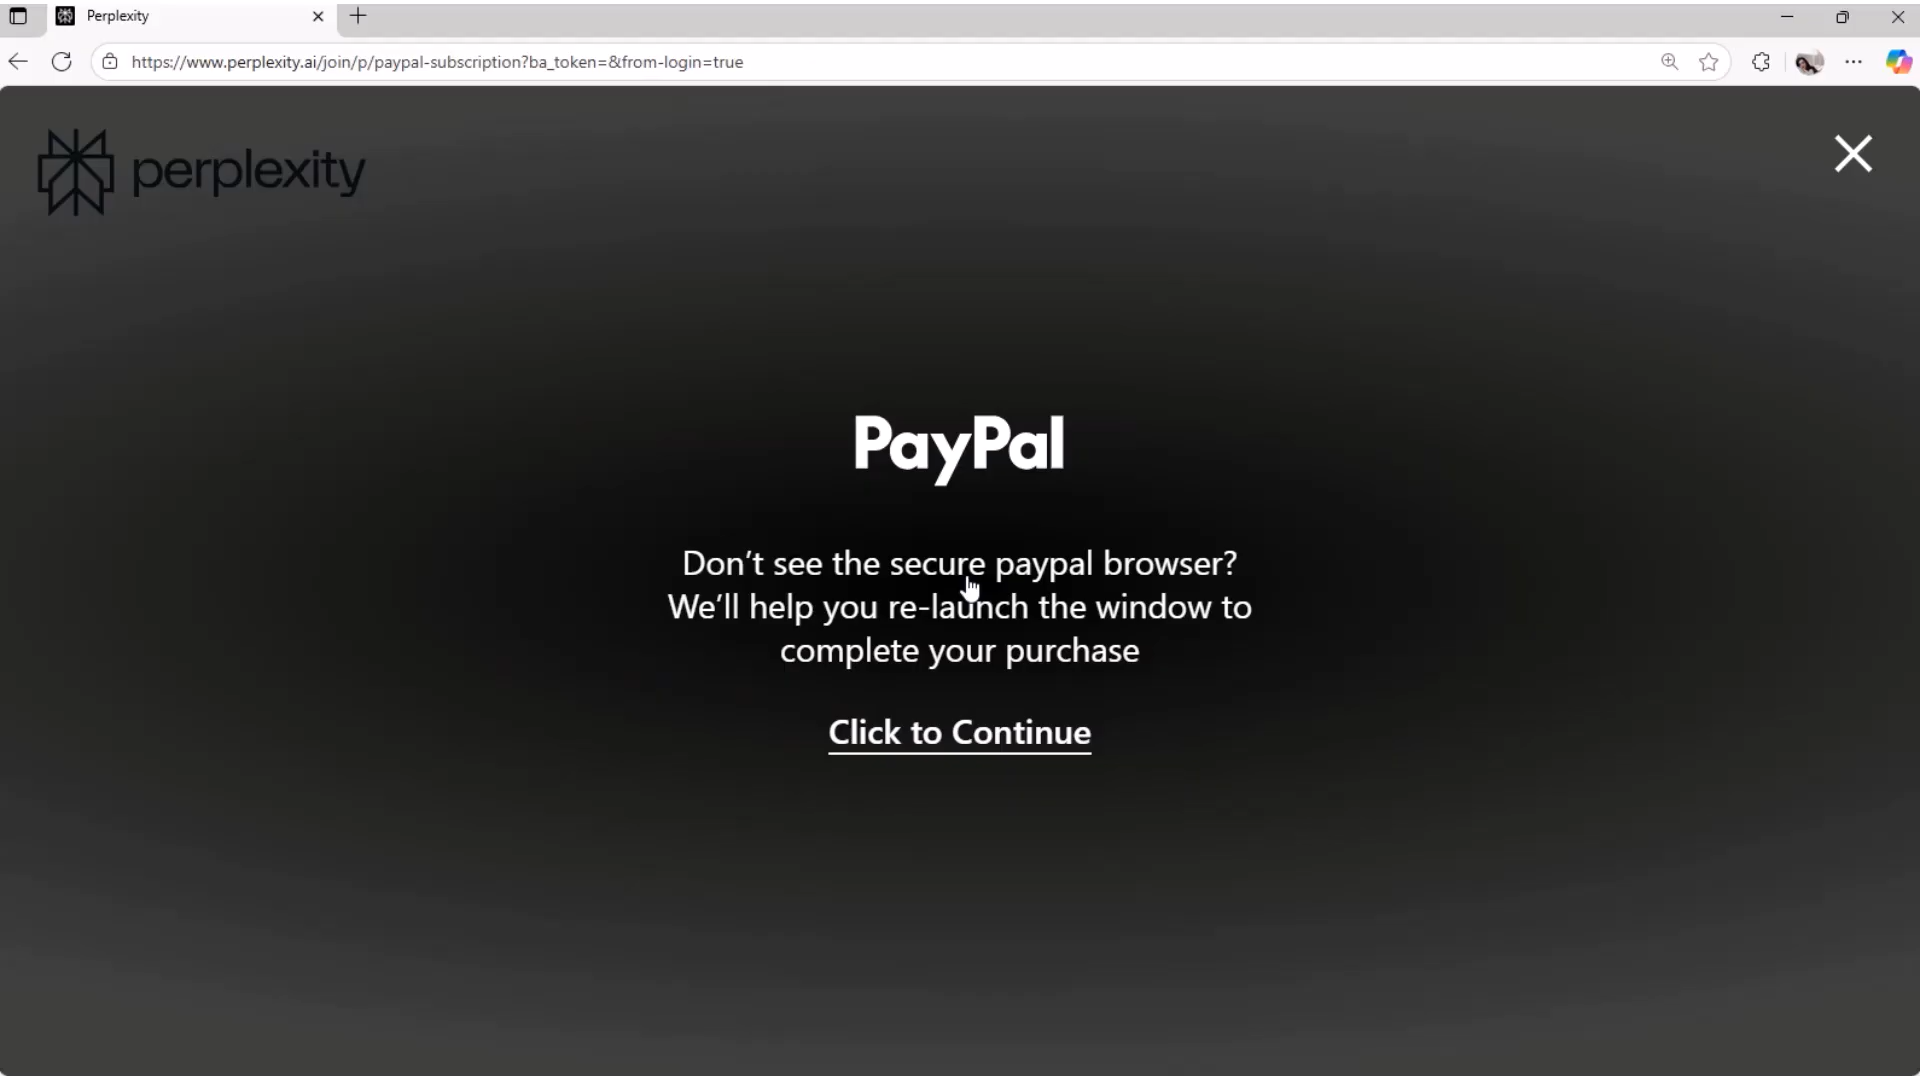 Perplexity
https://www.perplexity.ai/join/p/paypal-subscription?ba_token=&from-login=true
perplexity
PayPal
Don't see the secure paypal browser?
We'll help you re-launch the window to
complete your purchase
Click to Continue